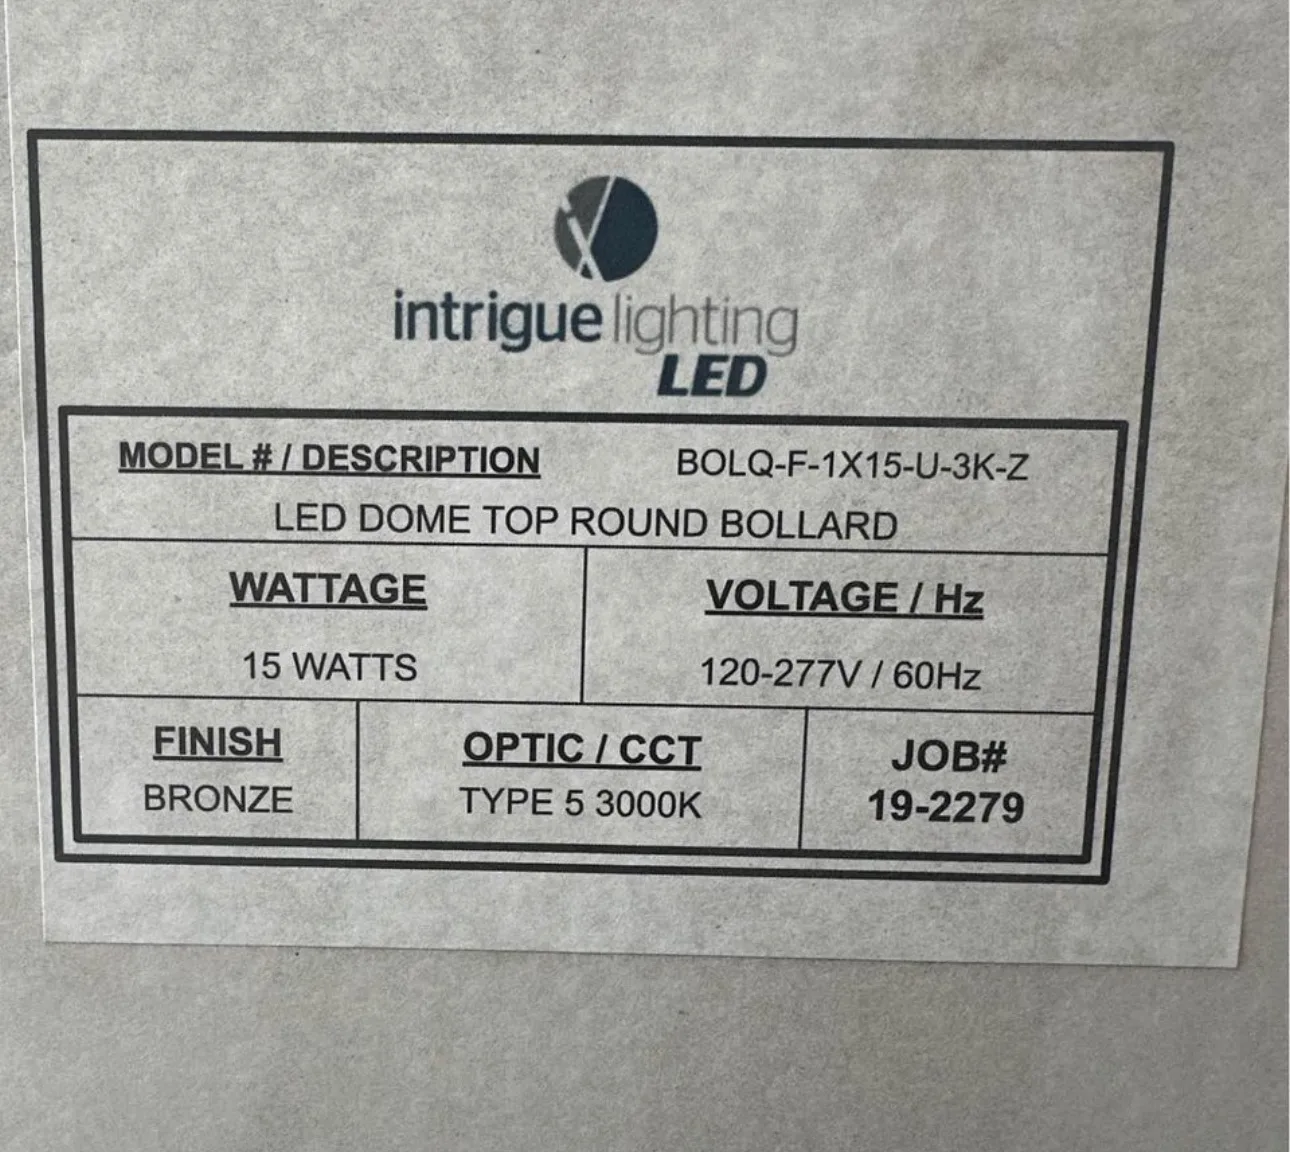 intrigue lighting
LED
MODEL # / DESCRIPTION BOLQ-F-1X15-U-3K-Z
LED DOME TOP ROUND BOLLARD
WATTAGE
15 WATTS
VOLTAGE / Hz
120-277V / 60Hz
FINISH
BRONZE
OPTIC / CCT
TYPE 5 3000K
JOB#
19-2279